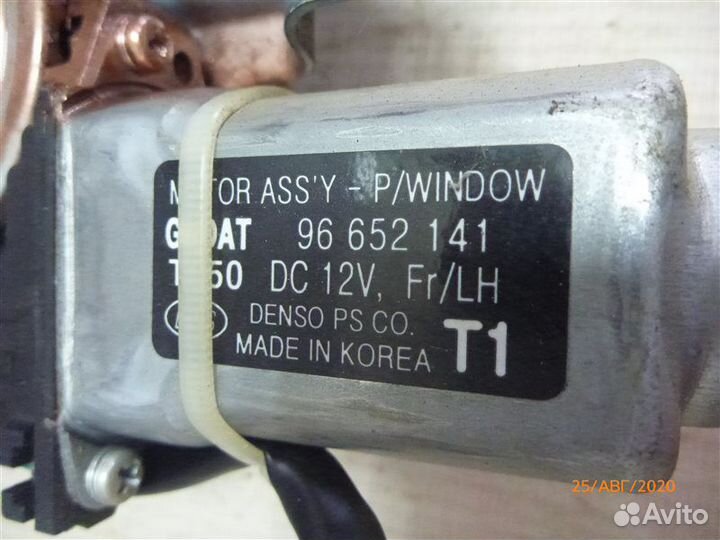 MOTOR ASS'Y - P/WINDOW
96 652 141
DC 12V, Fr/LH
DENSO PS CO.
MADE IN KOREA T1
25/АВГ/2020
Avito